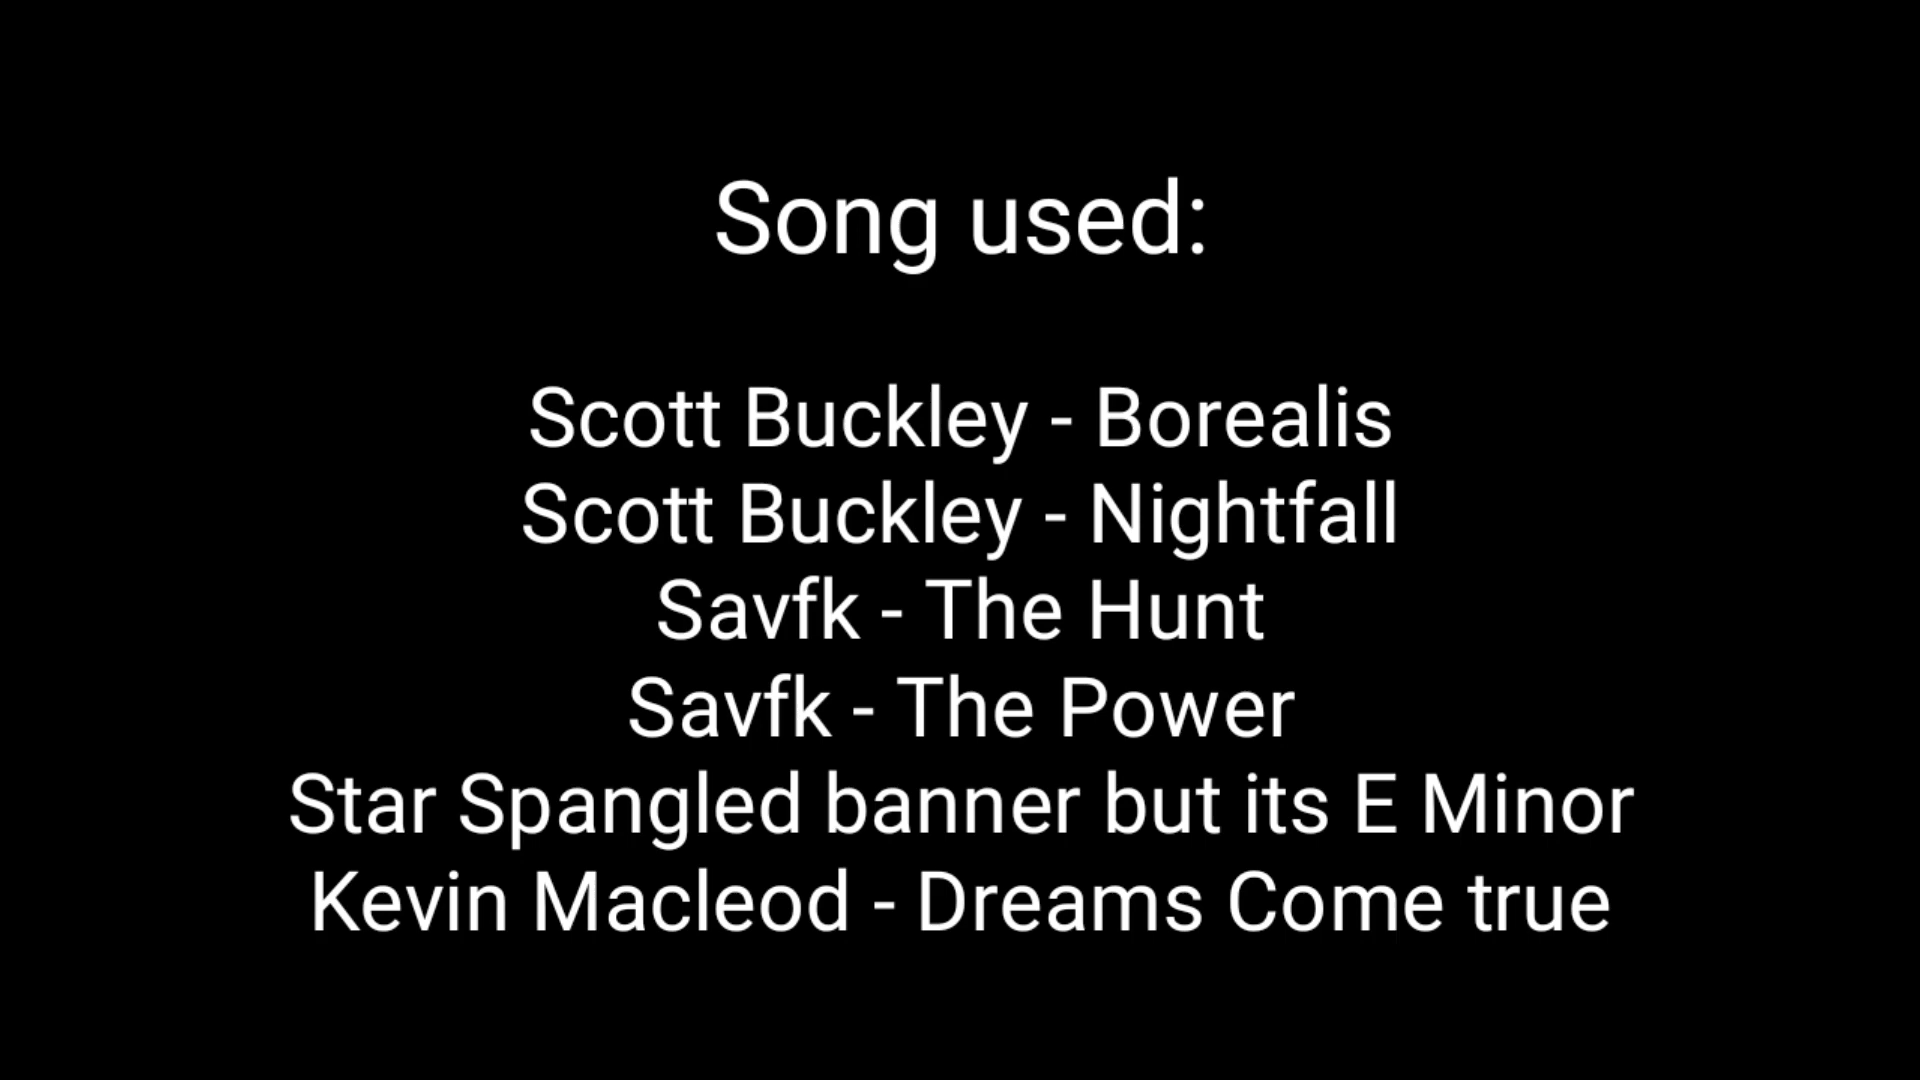 Song used:
Scott Buckley - Borealis
Scott Buckley - Nightfall
Savfk - The Hunt
Savfk - The Power
Star Spangled banner but its E Minor
Kevin Macleod - Dreams Come true